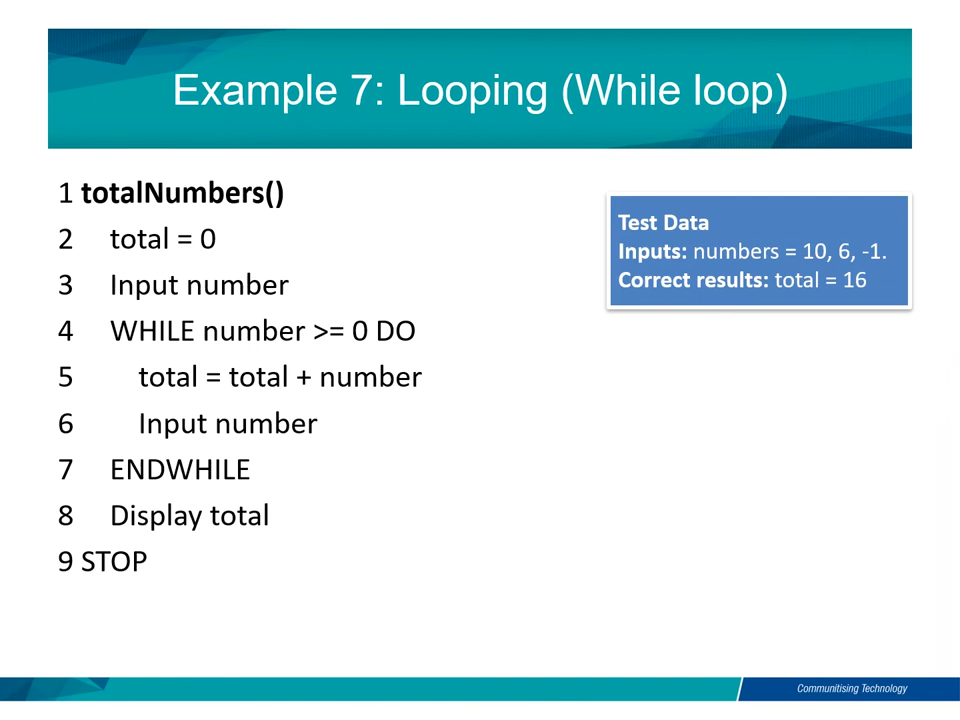 Example 7: Looping (While loop)
1 totalNumbers()
2 total = 0
3 Input number
4 WHILE number >= 0 DO
5 total = total + number
6 Input number
7 ENDWHILE
8 Display total
9 STOP
Test Data
Inputs: numbers = 10, 6, -1.
Correct results: total = 16
Communitising Technology